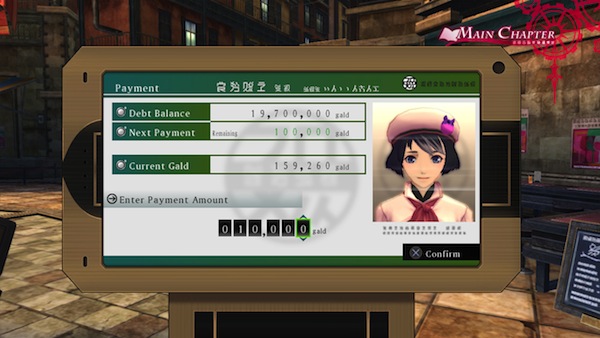 MAIN CHAPTER
Payment
Debt Balance 19,700,000 gald
Next Payment Remaining 100,000 gald
Current Gald 159,260 gald
Enter Payment Amount
010,000 gald
Confirm